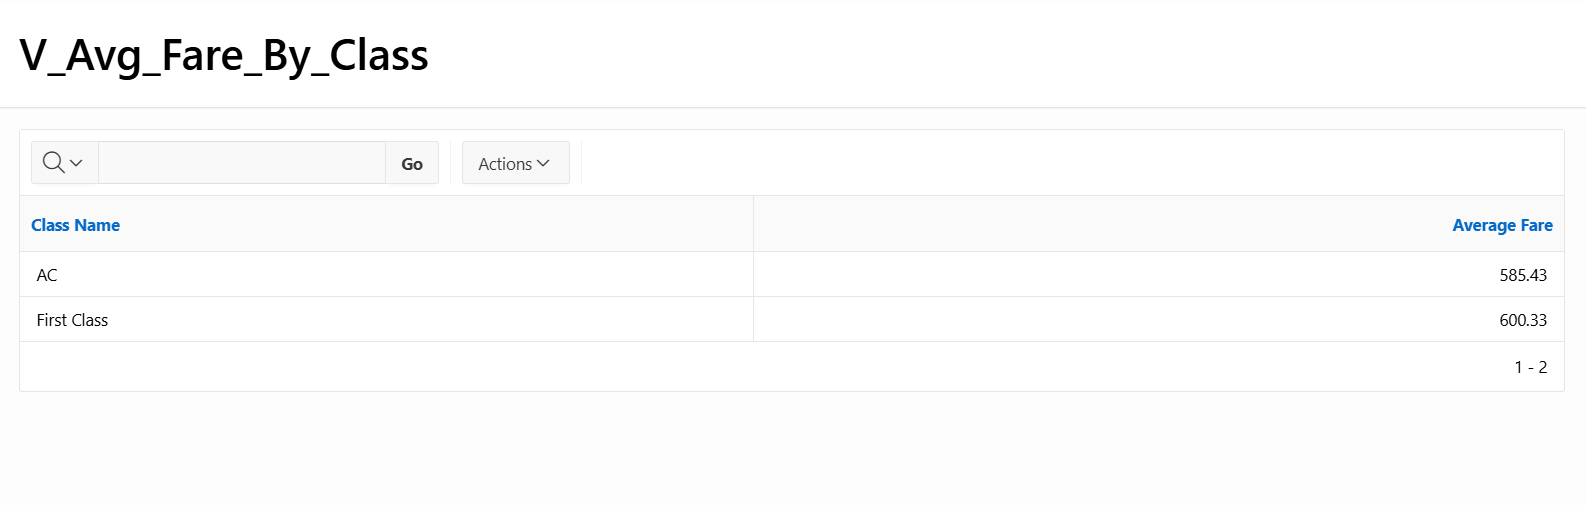 V_Avg_Fare_By_Class
Go Actions
Class Name Average Fare
AC 585.43
First Class 600.33
1 - 2